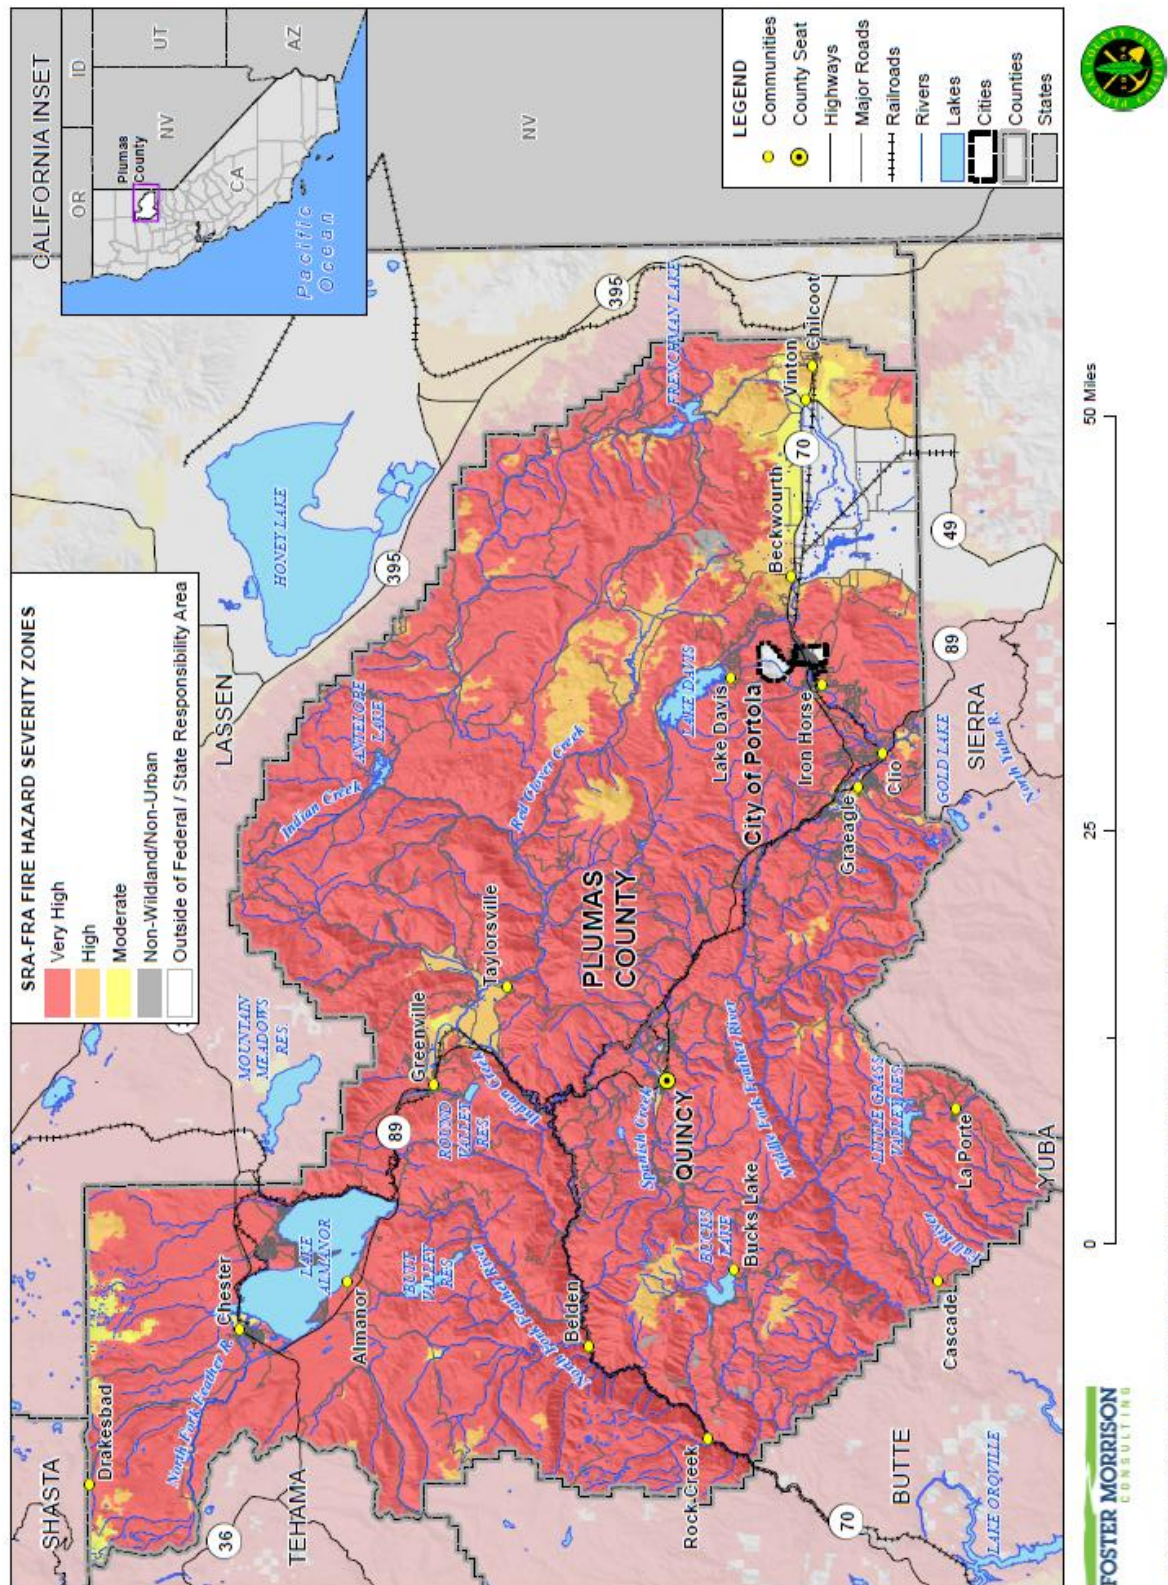 SRA-FRA FIRE HAZARD SEVERITY ZONES
Very High
High
Moderate
Non-Wildland/Non-Urban
Outside of Federal / State Responsibility Area
CALIFORNIA INSET
OR
ID
UT
NV
AZ
CA
Plumas
County
Pacific
Ocean
NV
LEGEND
Communities
County Seat
Highways
Major Roads
Railroads
Rivers
Lakes
Cities
Counties
States
SHASTA
LASSEN
TEHAMA
BUTTE
YUBA
SIERRA
PLUMAS
COUNTY
Drakesbad
Chester
Almanor
Greenville
Taylorsville
Belden
Rock Creek
QUINCY
Bucks Lake
Cascade
La Porte
Graeagle
Clio
Iron Horse
City of Portola
Lake Davis
Beckwourth
Vinton
Chilcoot
HONEY LAKE
MOUNTAIN
MEADOWS
RES.
ANTELOPE
LAKE
LAKE
ALMANOR
BUTT
VALLEY
RES.
ROUND
VALLEY
RES.
BUCKS
LAKE
LITTLE GRASS
VALLEY RES.
GOLD LAKE
LAKE DAVIS
FRENCHMAN LAKE
LAKE OROVILLE
North Fork Feather R.
North Fork Feather River
Indian Creek
Indian Creek
Red Clover Creek
Spanish Creek
Middle Fork Feather River
Fall River
North Yuba R.
36
89
395
395
70
70
49
89
0
25
50 Miles
FOSTER MORRISON
CONSULTING
PLUMAS COUNTY